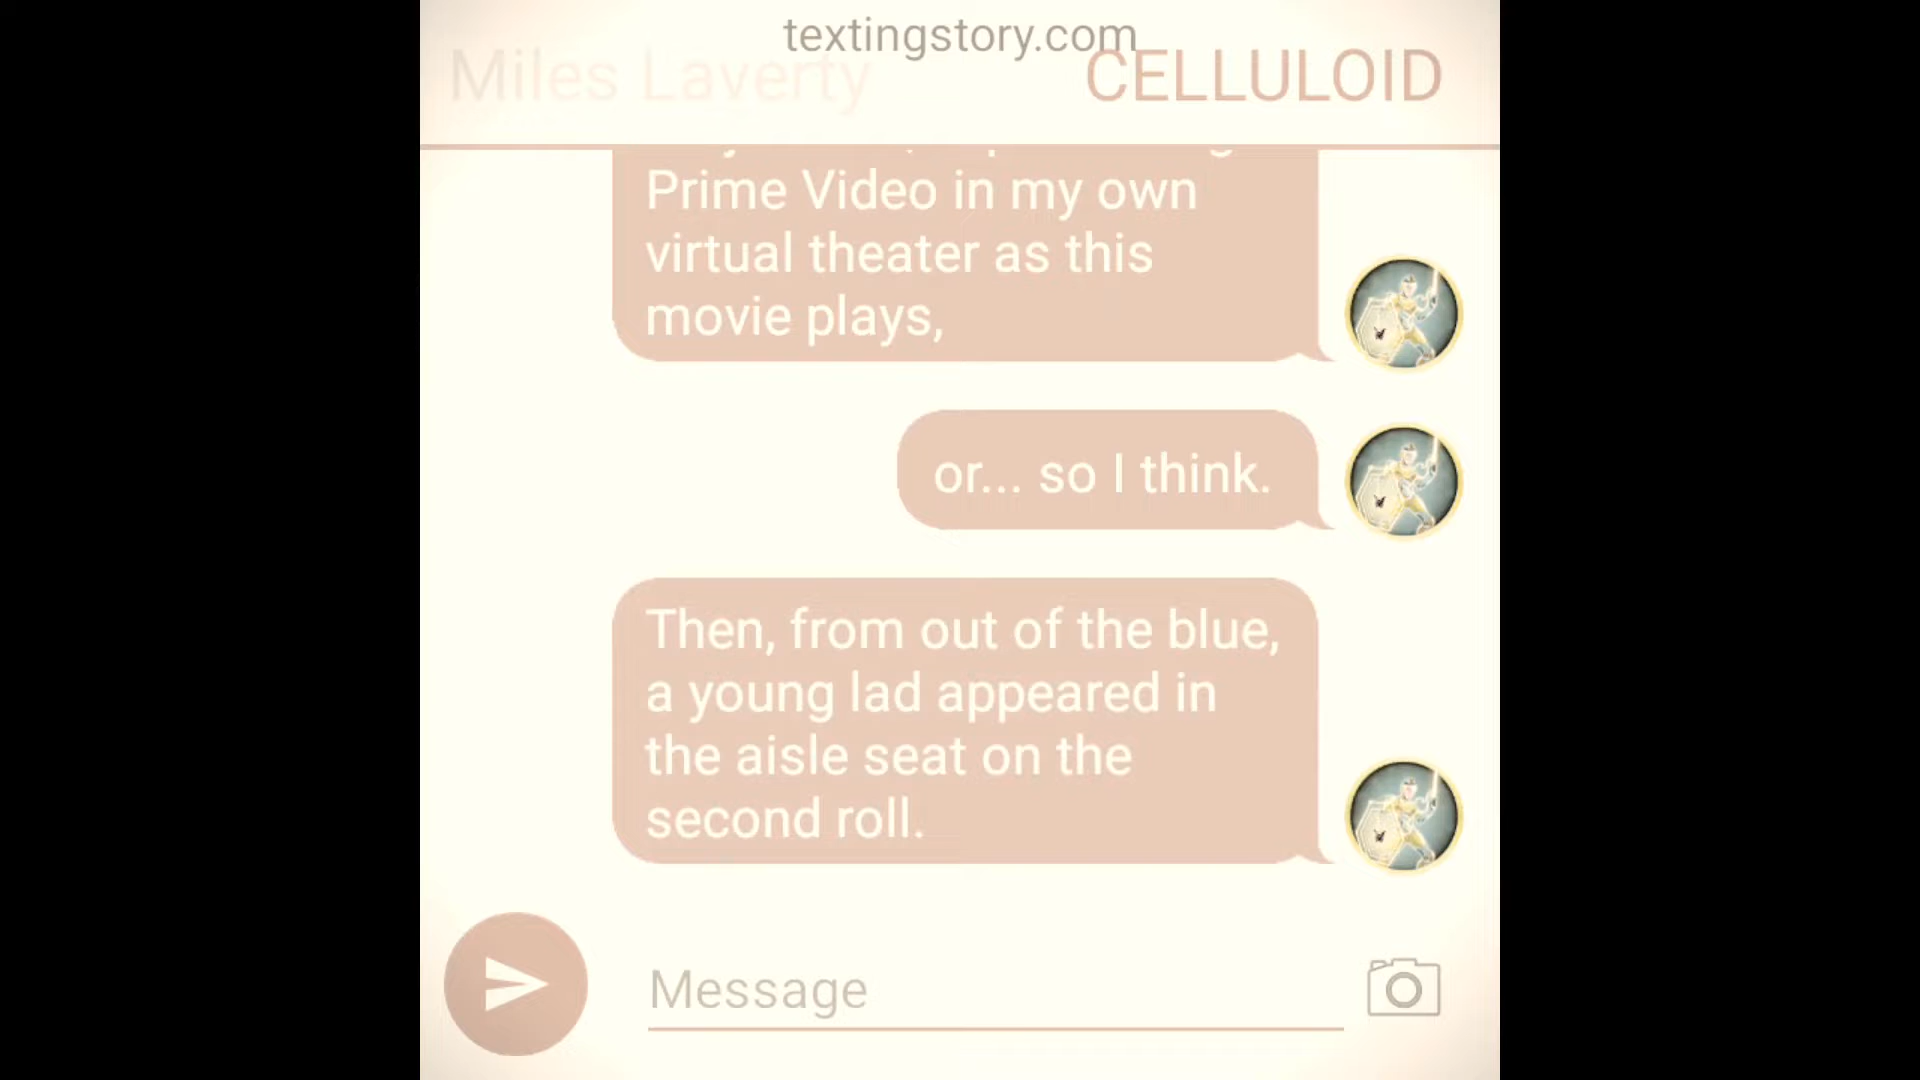 textingstory.com
Miles Laverty
CELLULOID
Prime Video in my own
virtual theater as this
movie plays,
or... so I think.
Then, from out of the blue,
a young lad appeared in
the aisle seat on the
second roll.
Message